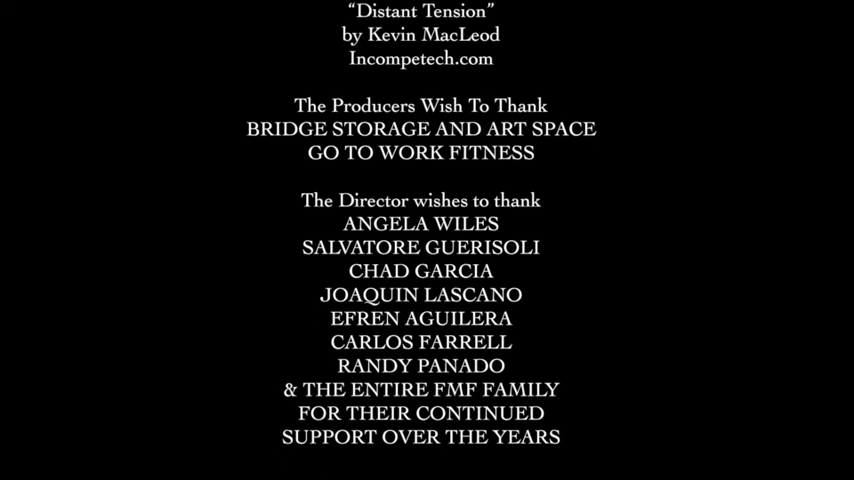 “Distant Tension”
by Kevin MacLeod
Incompetech.com
The Producers Wish To Thank
BRIDGE STORAGE AND ART SPACE
GO TO WORK FITNESS
The Director wishes to thank
ANGELA WILES
SALVATORE GUERISOLI
CHAD GARCIA
JOAQUIN LASCANO
EFREN AGUILERA
CARLOS FARRELL
RANDY PANADO
& THE ENTIRE FMF FAMILY
FOR THEIR CONTINUED
SUPPORT OVER THE YEARS